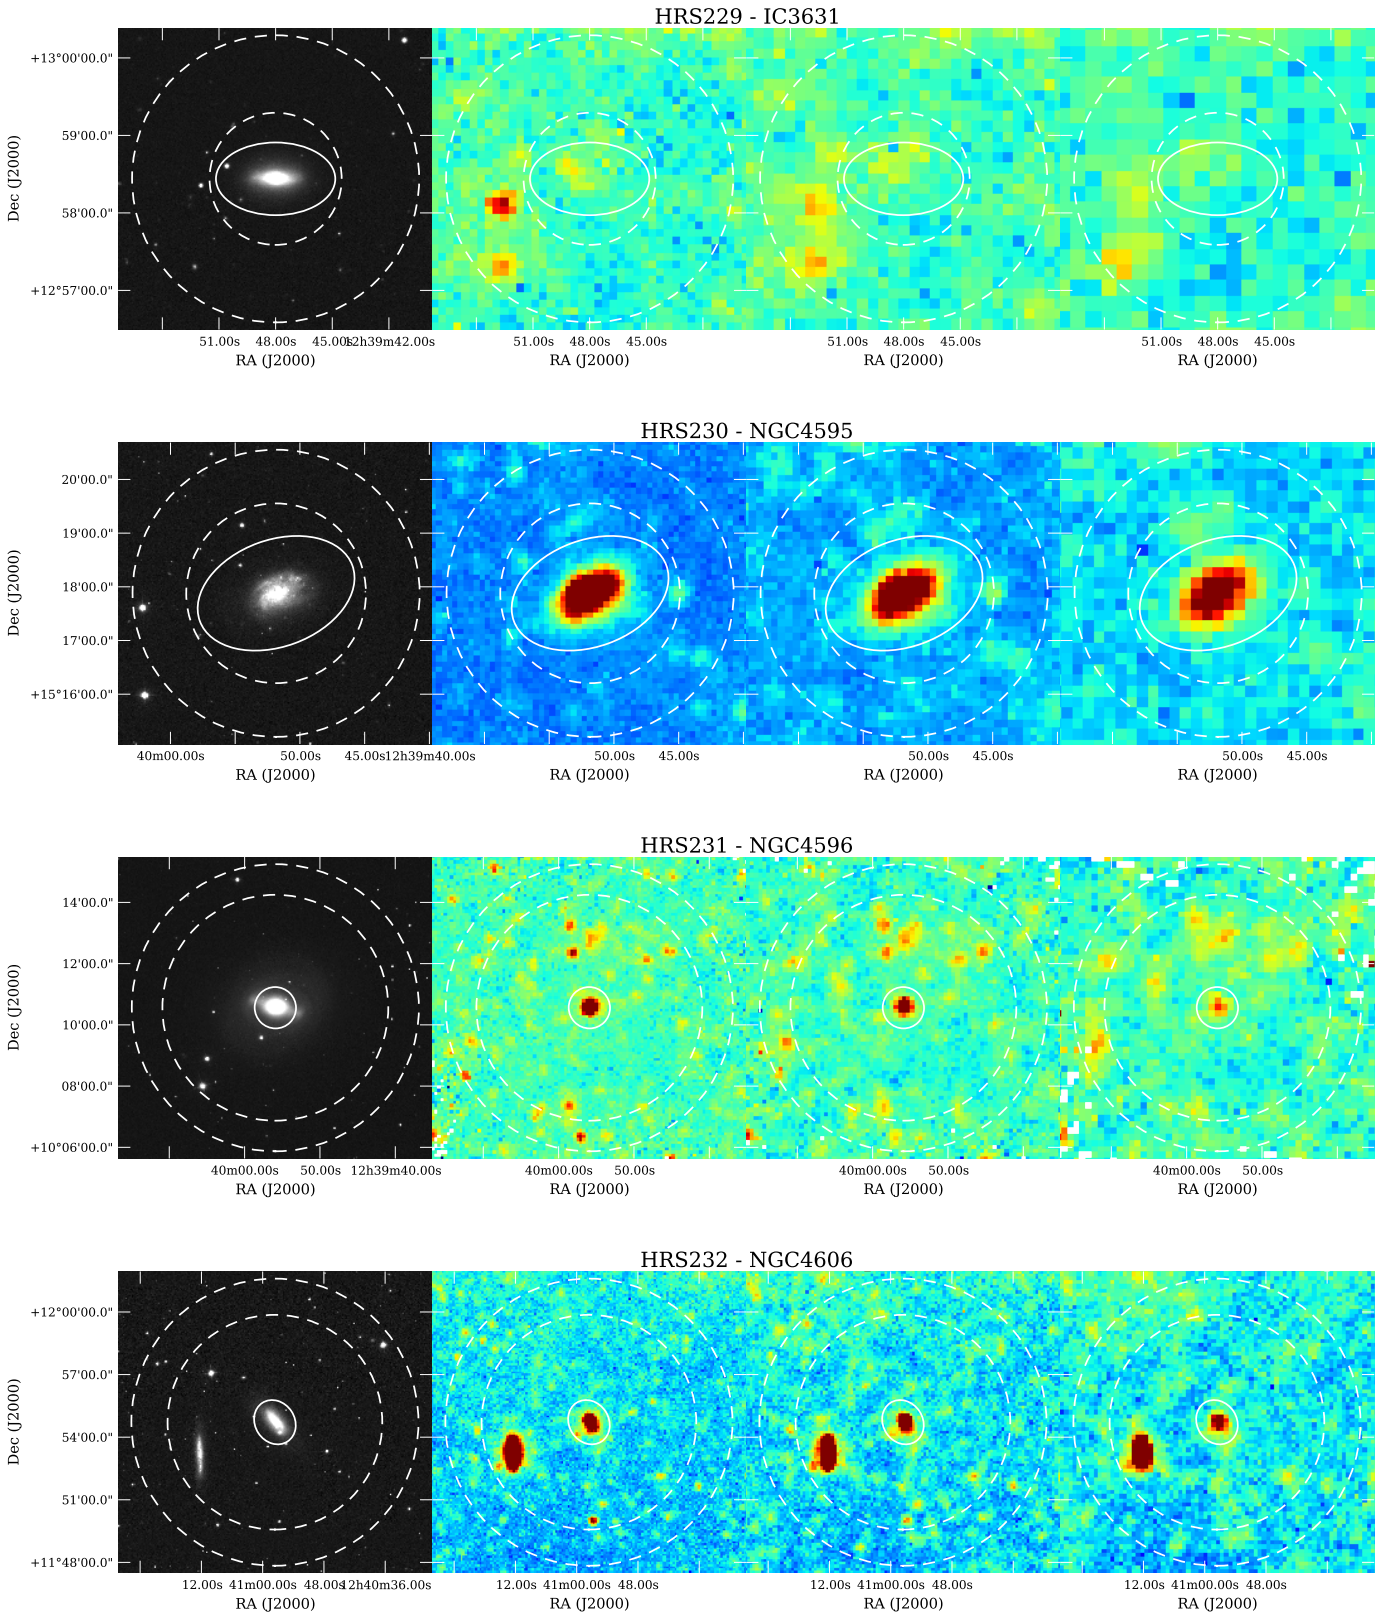 HRS229 - IC3631
+13°00'00.0"
59'00.0"
58'00.0"
+12°57'00.0"
Dec (J2000)
51.00s 48.00s 45.00s 12h39m42.00s 51.00s 48.00s 45.00s 51.00s 48.00s 45.00s 51.00s 48.00s 45.00s
RA (J2000) RA (J2000) RA (J2000) RA (J2000)
HRS230 - NGC4595
20'00.0"
19'00.0"
18'00.0"
17'00.0"
+15°16'00.0"
Dec (J2000)
40m00.00s 50.00s 45.00s 12h39m40.00s 50.00s 45.00s 50.00s 45.00s 50.00s 45.00s
RA (J2000) RA (J2000) RA (J2000) RA (J2000)
HRS231 - NGC4596
14'00.0"
12'00.0"
10'00.0"
08'00.0"
+10°06'00.0"
Dec (J2000)
40m00.00s 50.00s 12h39m40.00s 40m00.00s 50.00s 40m00.00s 50.00s 40m00.00s 50.00s
RA (J2000) RA (J2000) RA (J2000) RA (J2000)
HRS232 - NGC4606
+12°00'00.0"
57'00.0"
54'00.0"
51'00.0"
+11°48'00.0"
Dec (J2000)
12.00s 41m00.00s 48.00s 12h40m36.00s 12.00s 41m00.00s 48.00s 12.00s 41m00.00s 48.00s 12.00s 41m00.00s 48.00s
RA (J2000) RA (J2000) RA (J2000) RA (J2000)